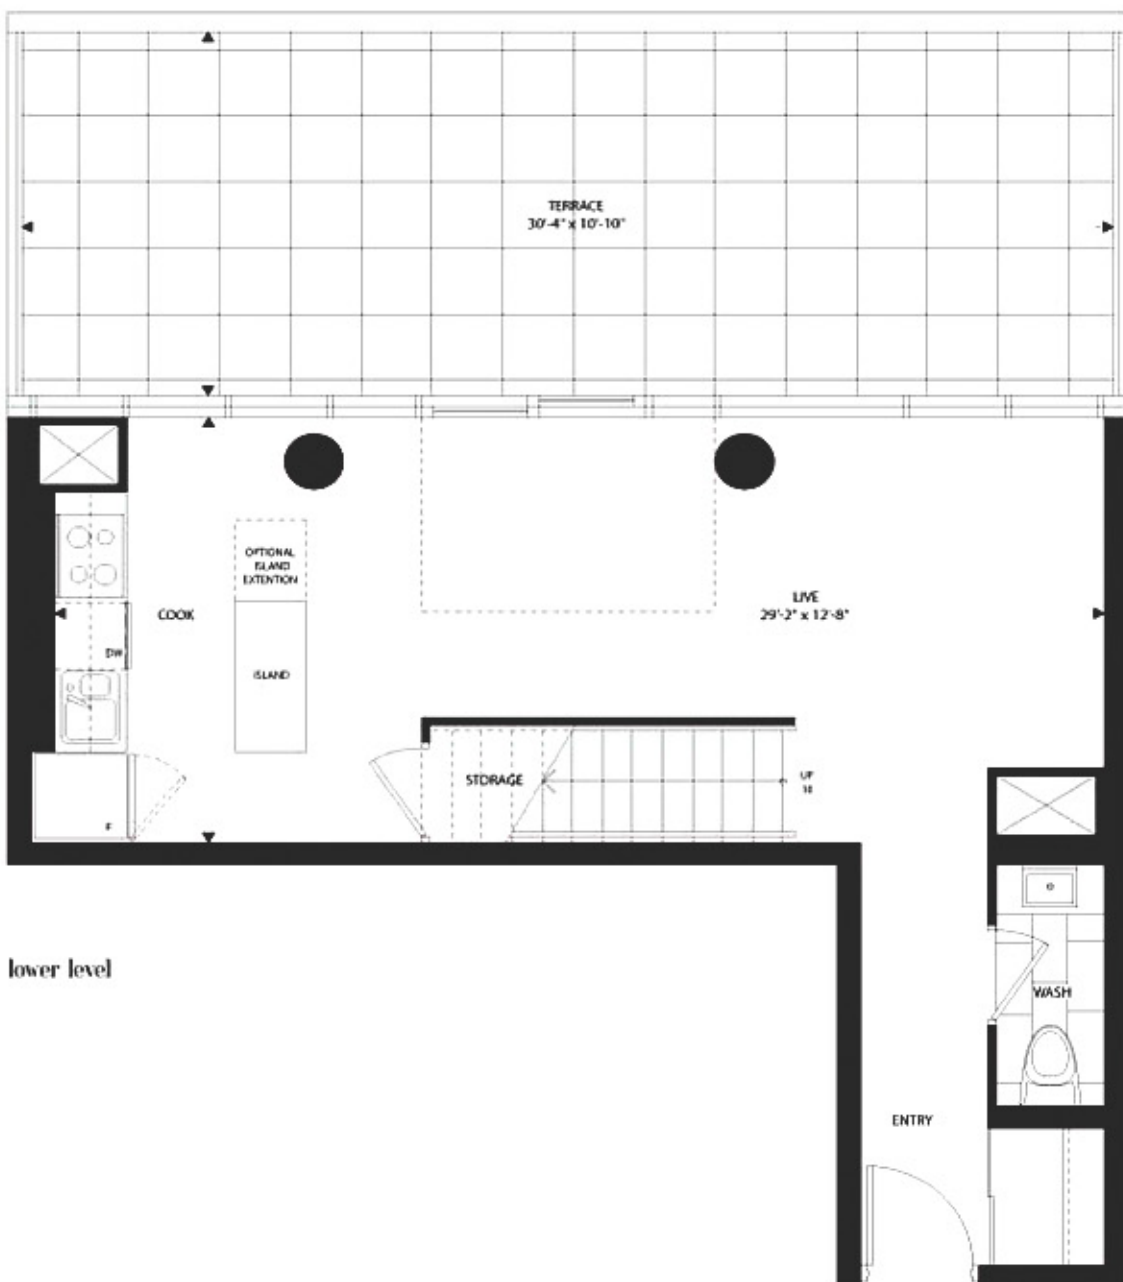 TERRACE
30'-4" x 10'-10"
OPTIONAL
ISLAND
EXTENTION
LIVE
29'-2" x 12'-8"
COOK
DW
ISLAND
STORAGE
UP
10
F
lower level
WASH
ENTRY